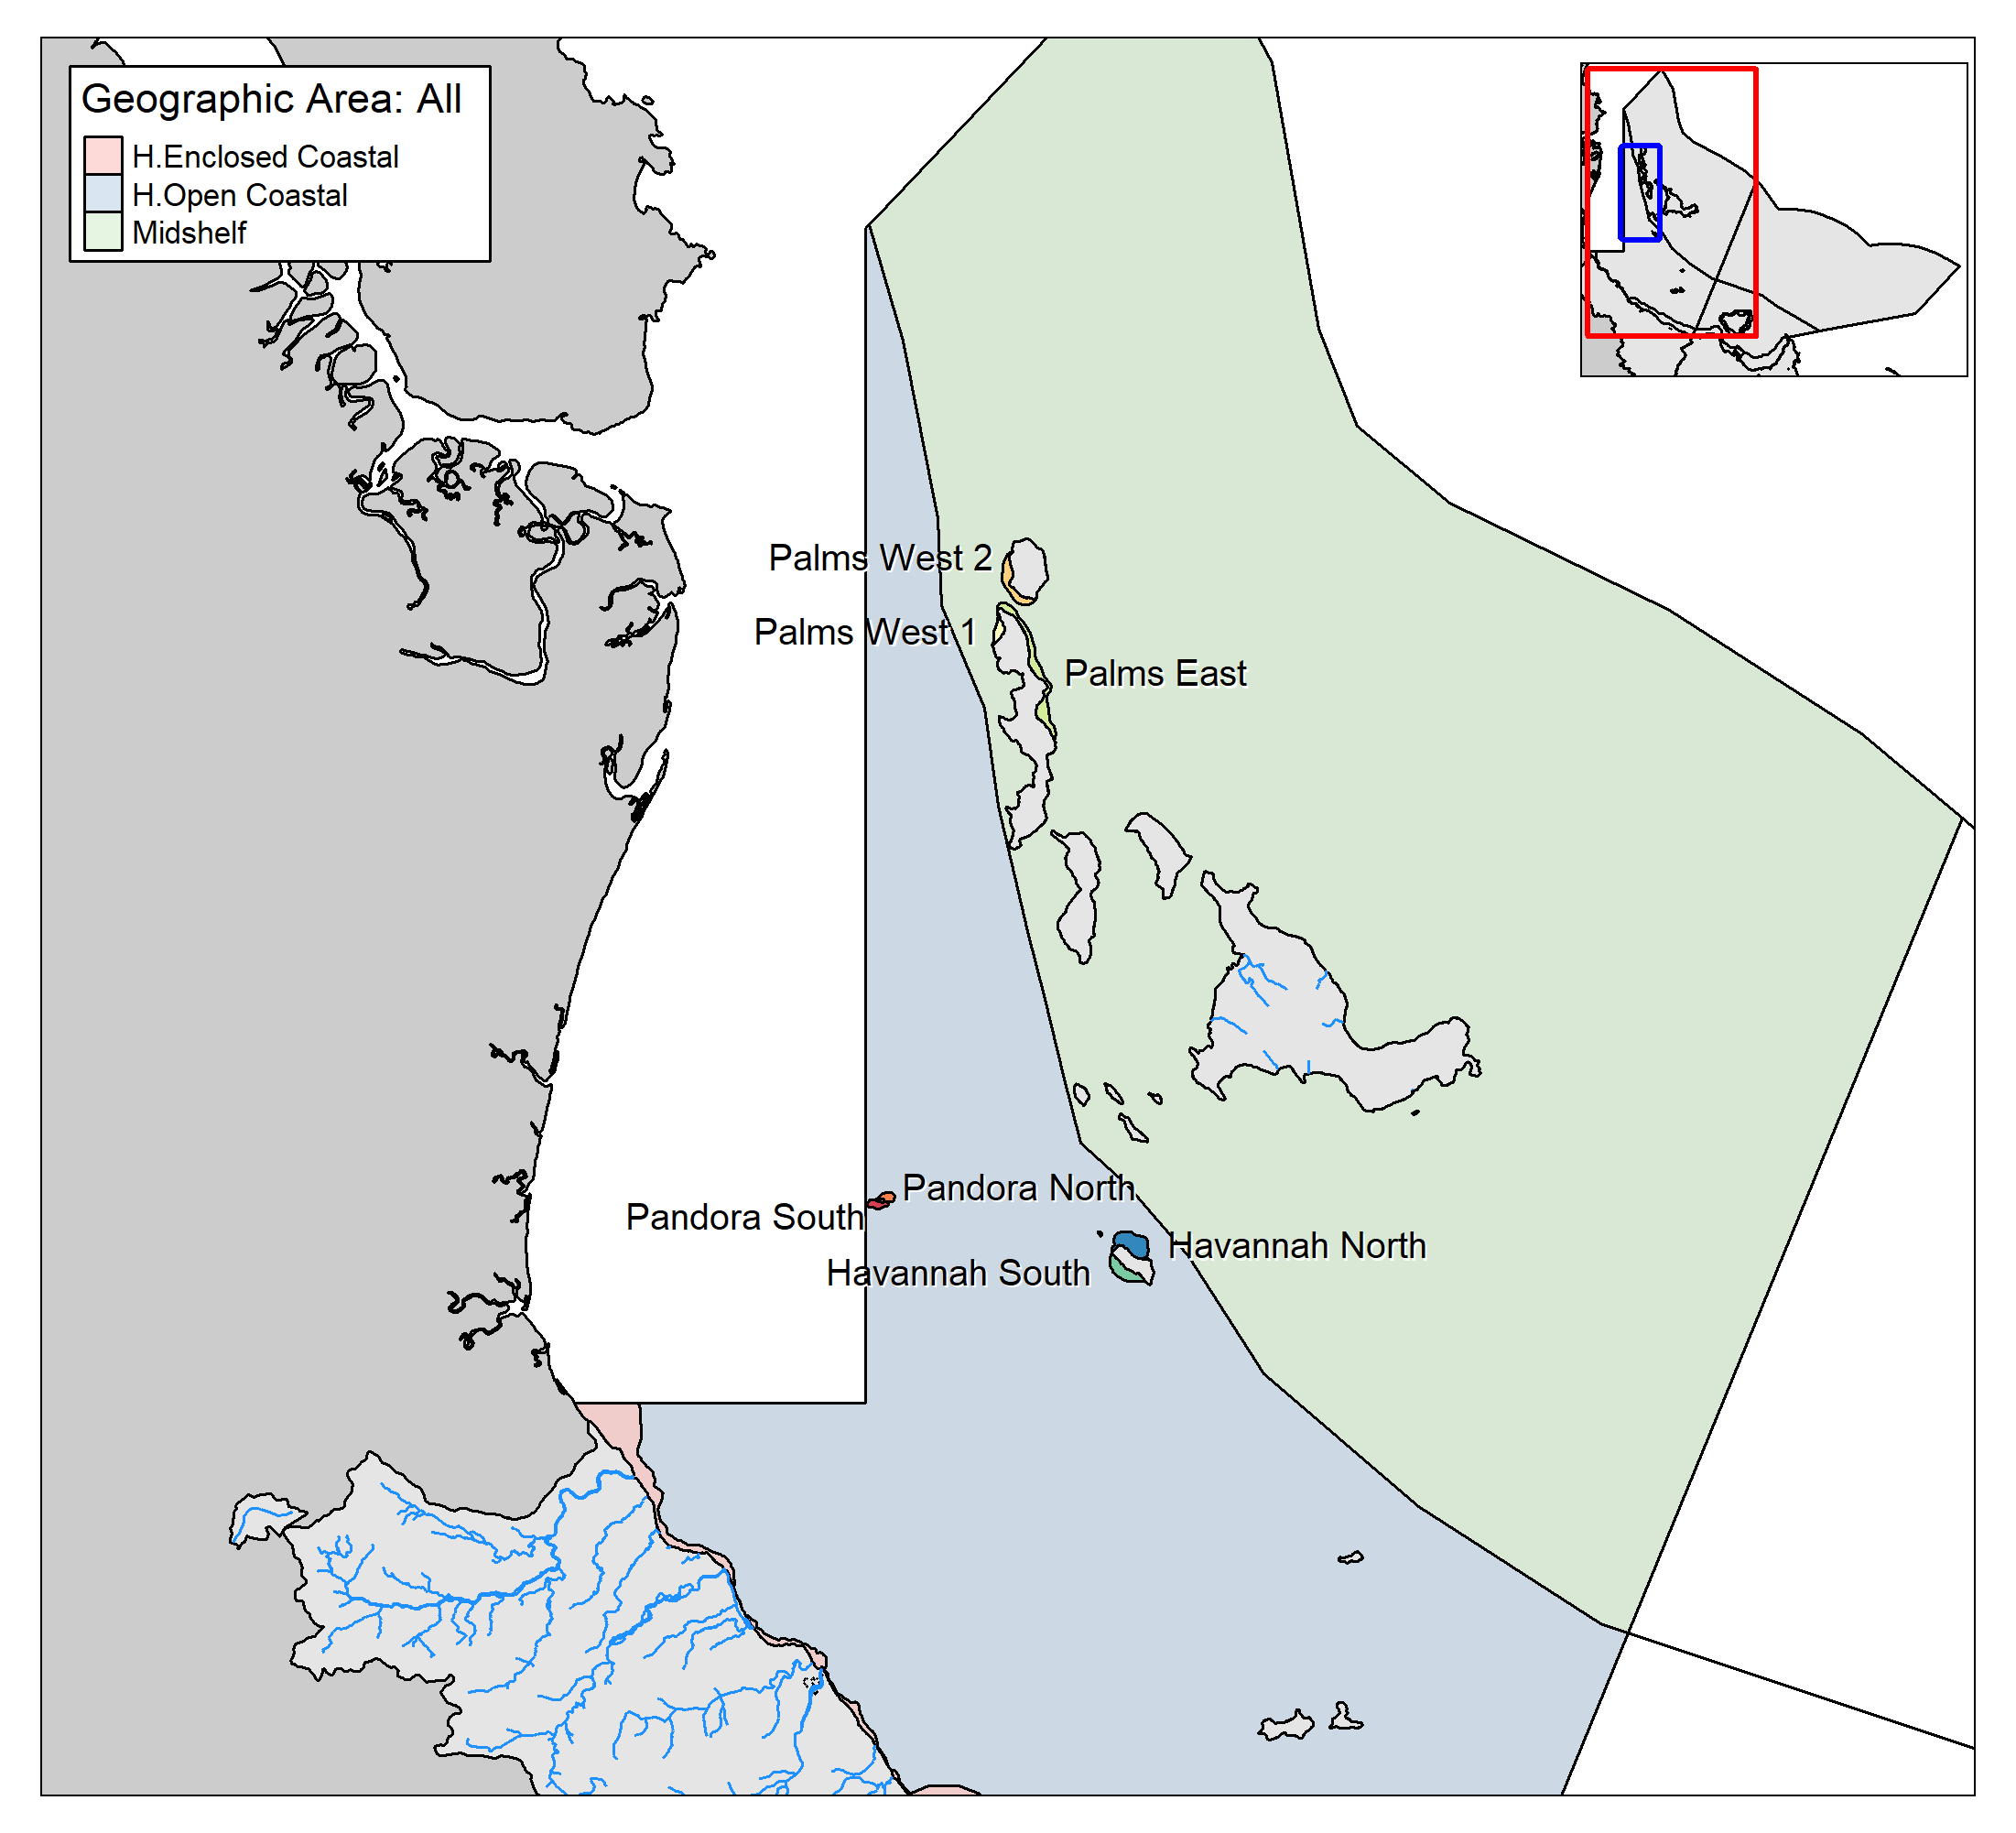 Geographic Area: All
H.Enclosed Coastal
H.Open Coastal
Midshelf
Palms West 2
Palms West 1
Palms East
Pandora North
Pandora South
Havannah North
Havannah South